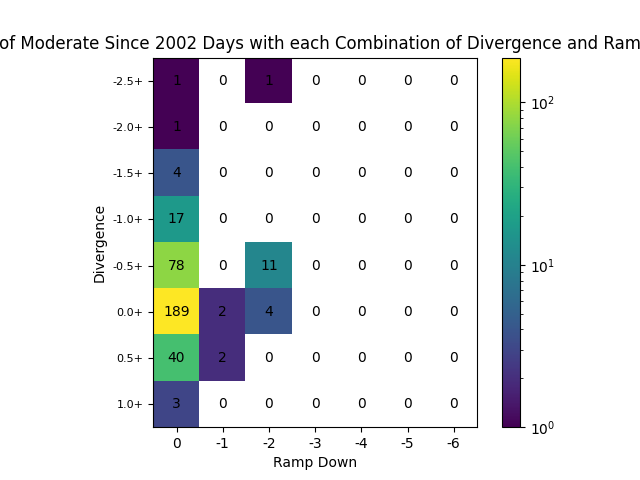 of Moderate Since 2002 Days with each Combination of Divergence and Ram
-2.5+ 1 0 1 0 0 0 0
-2.0+ 1 0 0 0 0 0 0
-1.5+ 4 0 0 0 0 0 0
-1.0+ 17 0 0 0 0 0 0
-0.5+ 78 0 11 0 0 0 0
0.0+ 189 2 4 0 0 0 0
0.5+ 40 2 0 0 0 0 0
1.0+ 3 0 0 0 0 0 0
0 -1 -2 -3 -4 -5 -6
Ramp Down
Divergence
10²
10¹
10⁰